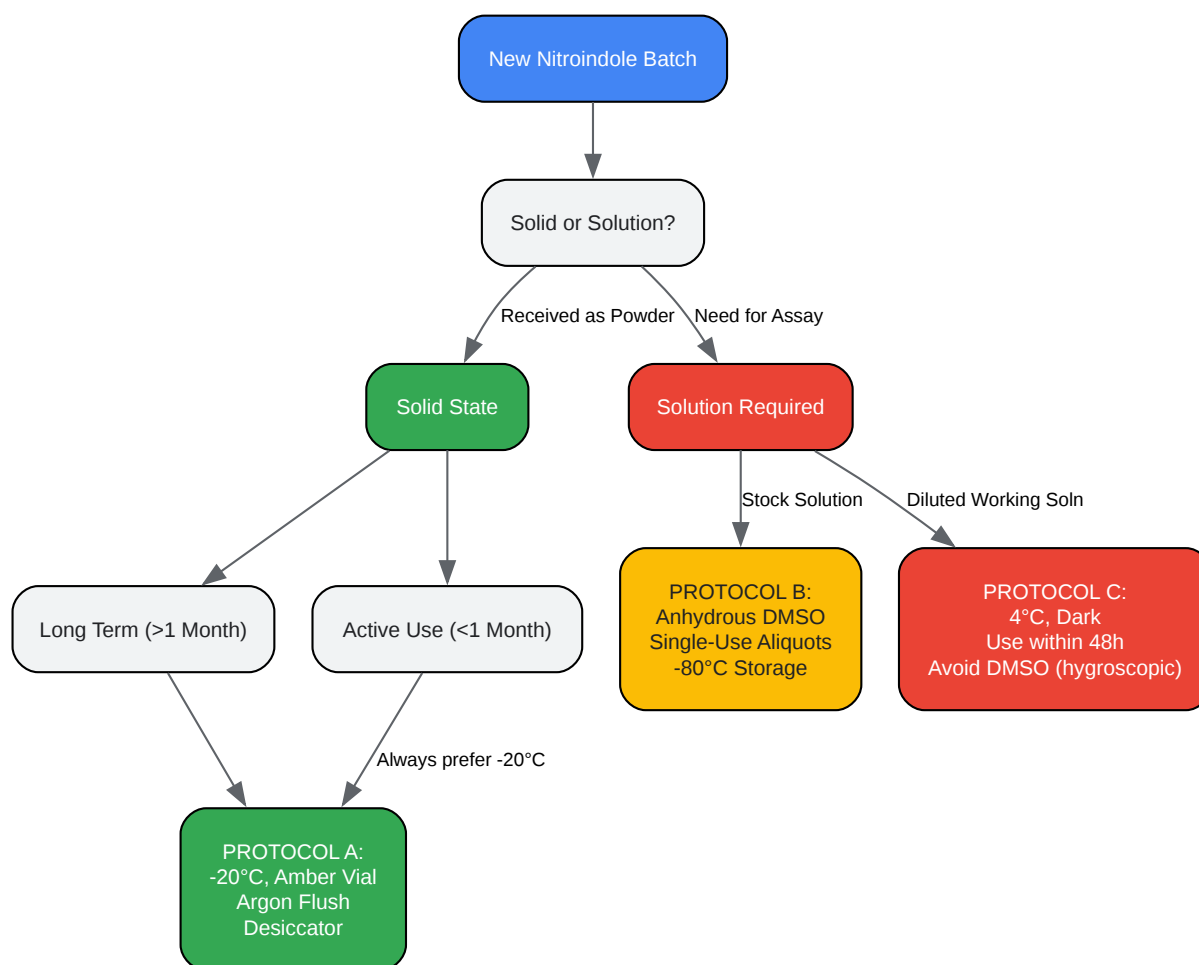 New Nitroindole Batch
Solid or Solution?
Received as Powder
Need for Assay
Solid State
Solution Required
Stock Solution
Diluted Working Soln
Long Term (>1 Month)
Active Use (<1 Month)
PROTOCOL B:
Anhydrous DMSO
Single-Use Aliquots
-80°C Storage
PROTOCOL C:
4°C, Dark
Use within 48h
Avoid DMSO (hygroscopic)
Always prefer -20°C
PROTOCOL A:
-20°C, Amber Vial
Argon Flush
Desiccator